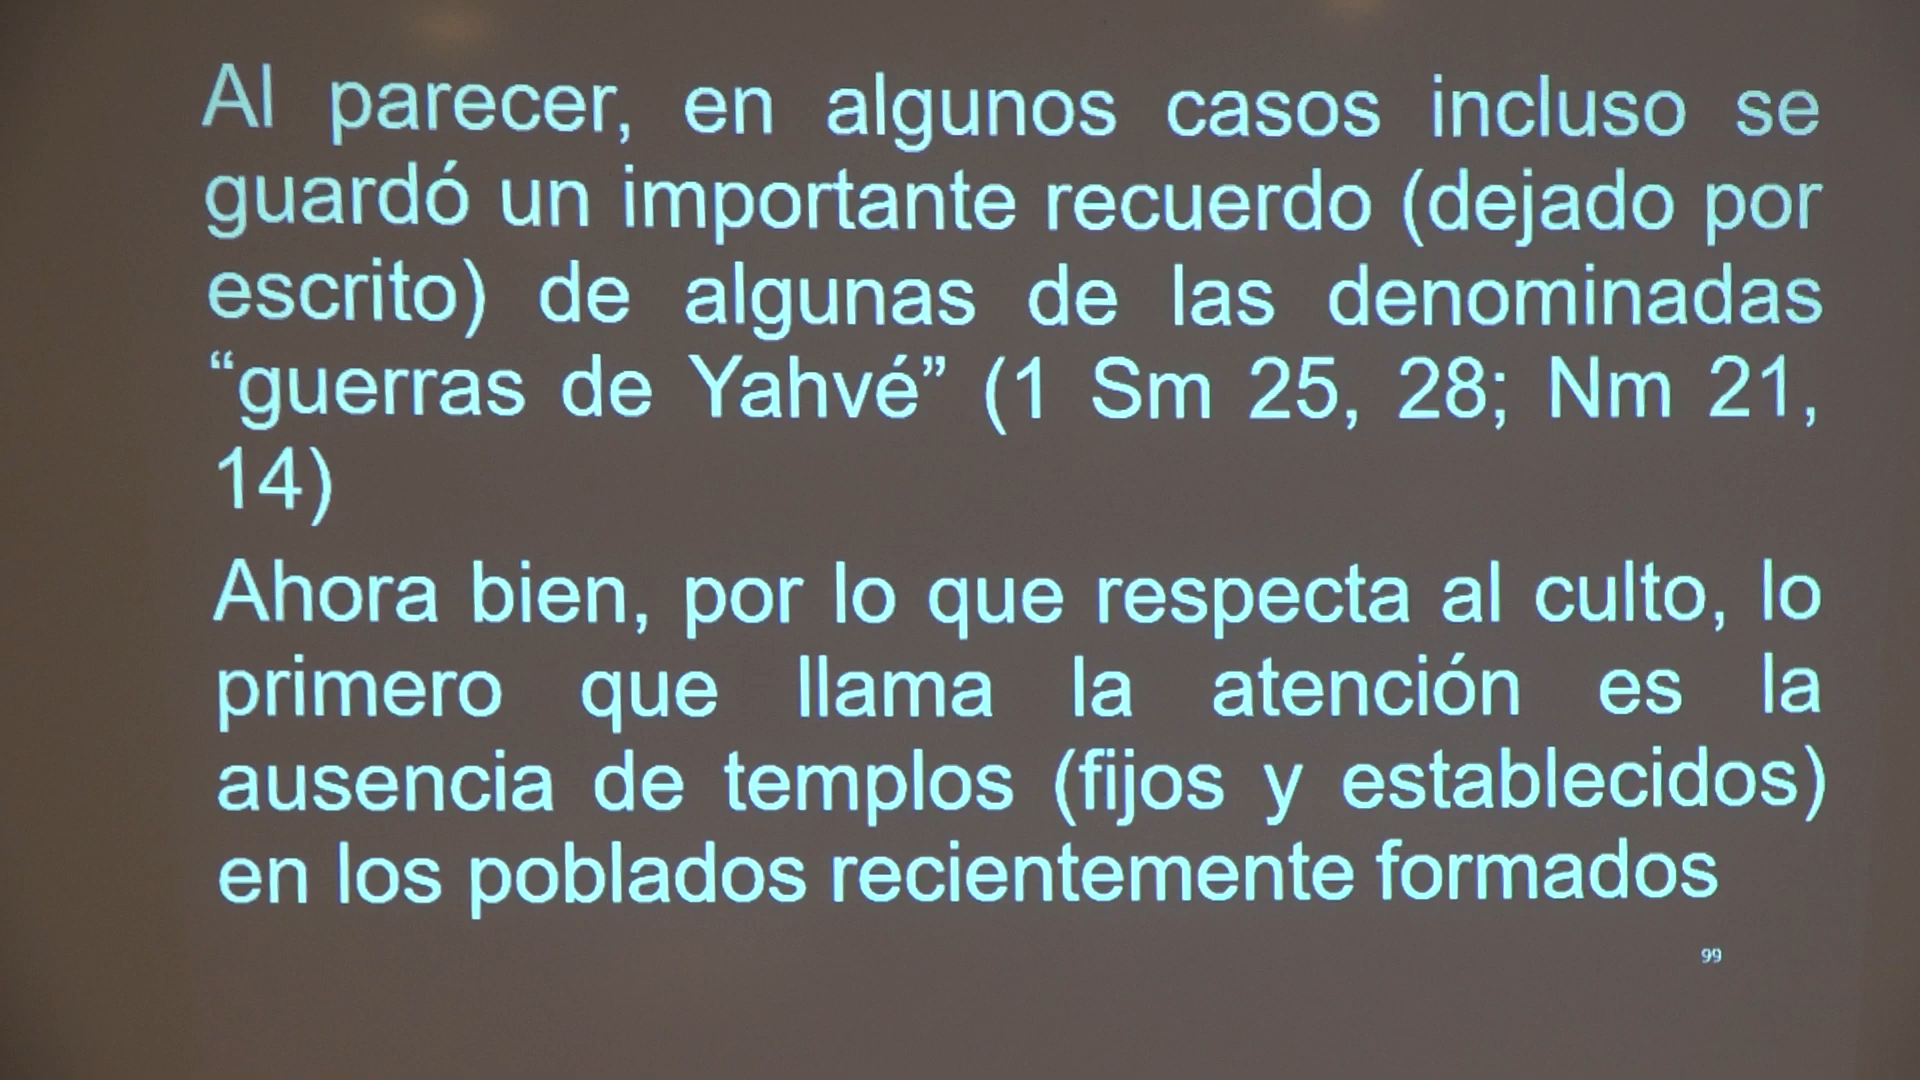 Al parecer, en algunos casos incluso se
guardó un importante recuerdo (dejado por
escrito) de algunas de las denominadas
“guerras de Yahvé” (1 Sm 25, 28; Nm 21,
14)
Ahora bien, por lo que respecta al culto, lo
primero que llama la atención es la
ausencia de templos (fijos y establecidos)
en los poblados recientemente formados
99